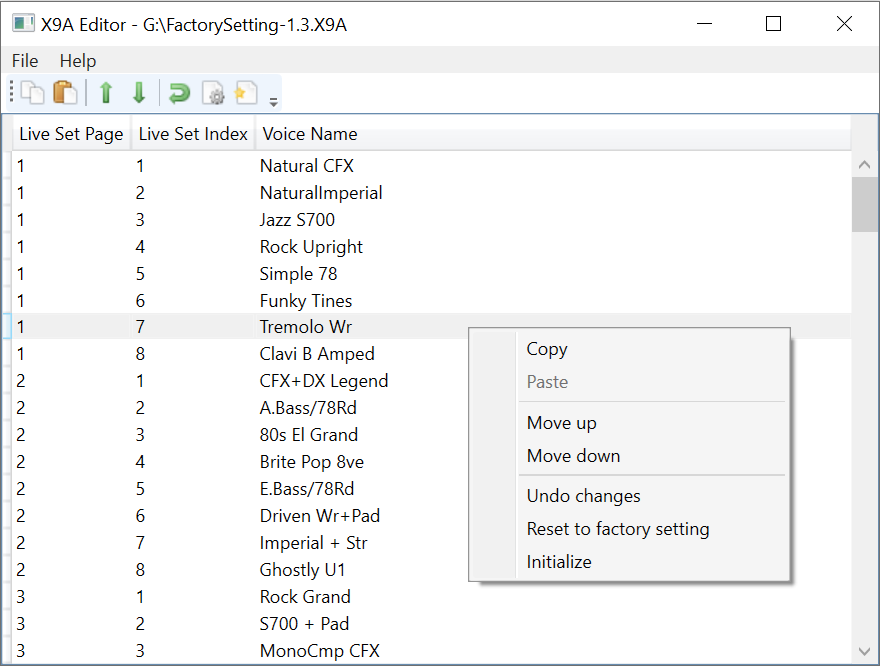 X9A Editor - G:\FactorySetting-1.3.X9A
File Help
Live Set Page Live Set Index Voice Name
1 1 Natural CFX
1 2 NaturalImperial
1 3 Jazz S700
1 4 Rock Upright
1 5 Simple 78
1 6 Funky Tines
1 7 Tremolo Wr
1 8 Clavi B Amped
2 1 CFX+DX Legend
2 2 A.Bass/78Rd
2 3 80s El Grand
2 4 Brite Pop 8ve
2 5 E.Bass/78Rd
2 6 Driven Wr+Pad
2 7 Imperial + Str
2 8 Ghostly U1
3 1 Rock Grand
3 2 S700 + Pad
3 3 MonoCmp CFX
Copy
Paste
Move up
Move down
Undo changes
Reset to factory setting
Initialize